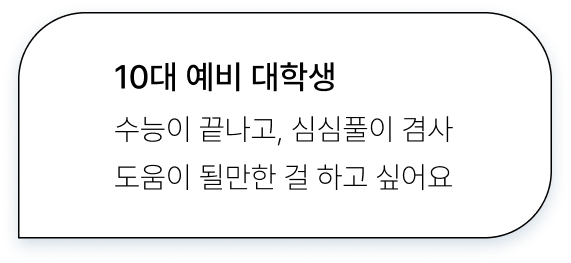 10대 예비 대학생
수능이 끝나고, 심심풀이 겸사
도움이 될만한 걸 하고 싶어요